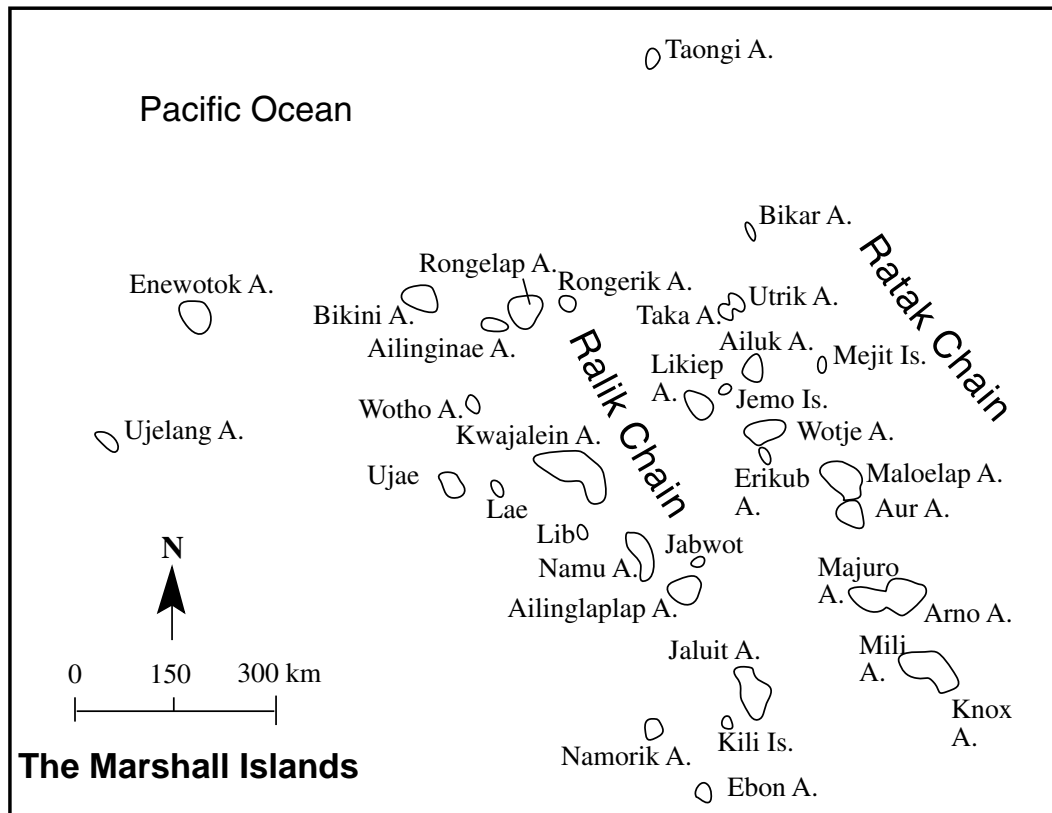 Taongi A.
Pacific Ocean
Bikar A.
Ratak Chain
Rongelap A.
Enewotok A.
Rongerik A.
Utrik A.
Bikini A.
Taka A.
Ailinginae A.
Ailuk A.
Mejit Is.
Likiep
A.
Ralik Chain
Jemo Is.
Wotho A.
Ujelang A.
Kwajalein A.
Wotje A.
Ujae
Erikub
A.
Maloelap A.
Lae
Aur A.
Lib
Jabwot
N
Namu A.
Majuro
A.
Ailinglaplap A.
Arno A.
Jaluit A.
Mili
A.
0 150 300 km
Knox
A.
Kili Is.
Namorik A.
The Marshall Islands
Ebon A.